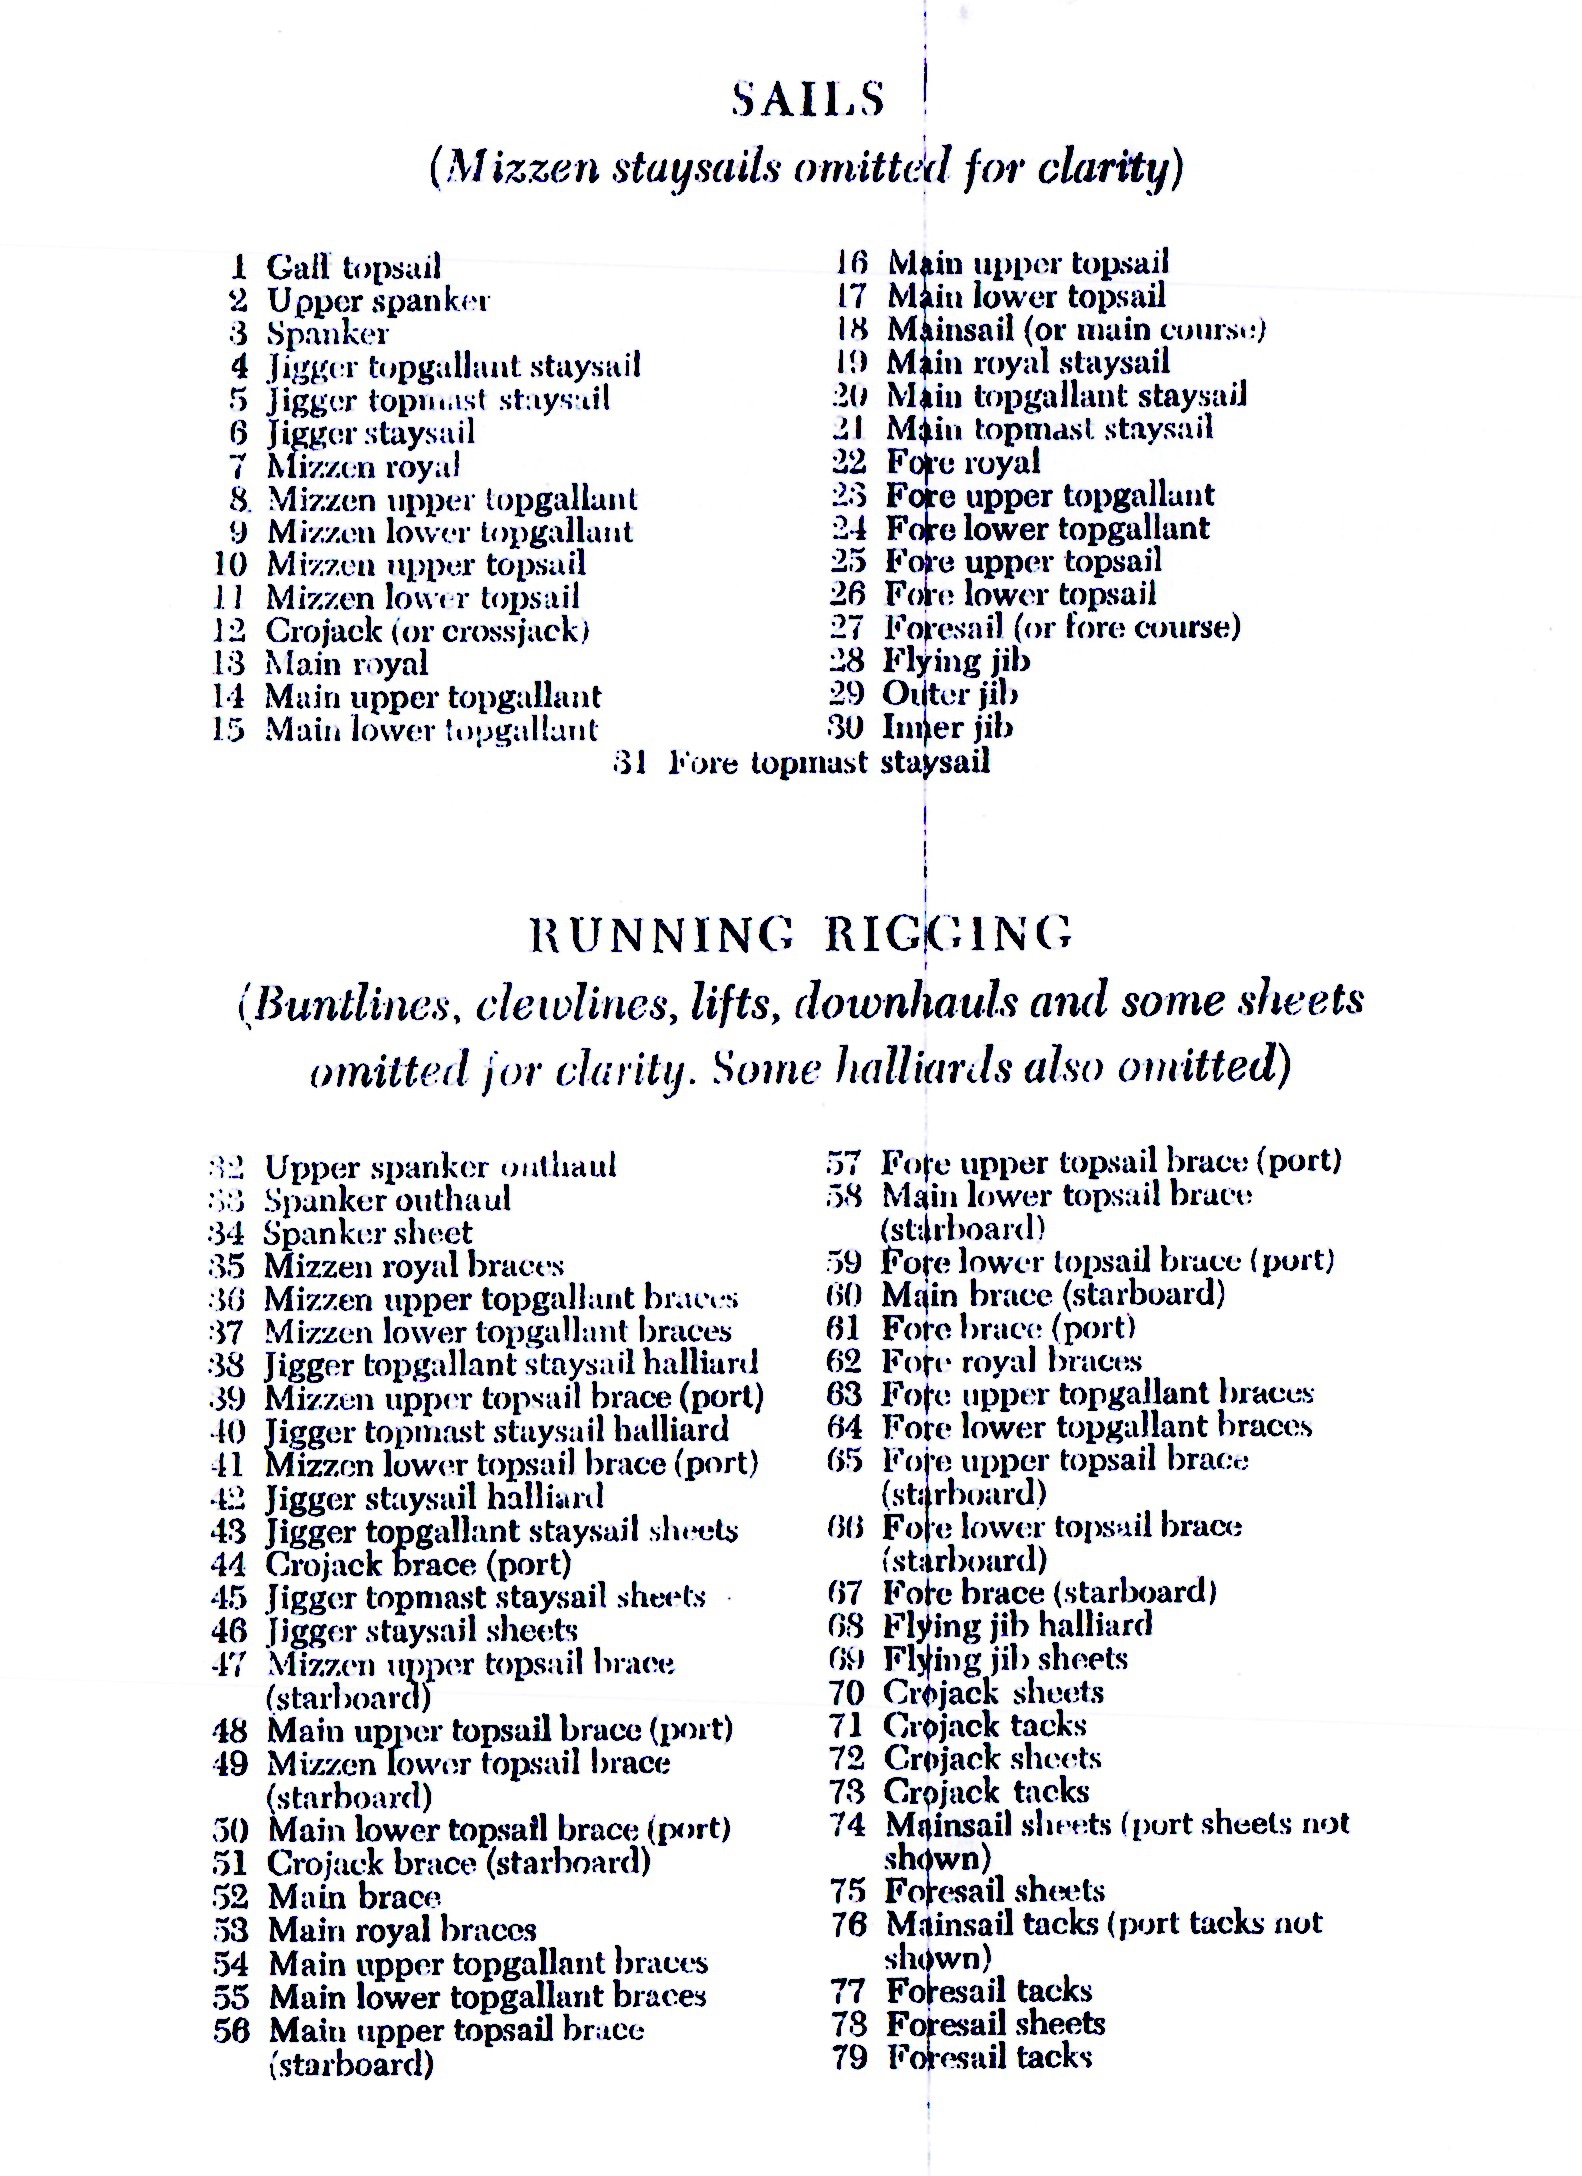 SAILS
(Mizzen staysails omitted for clarity)
1 Gaff topsail
2 Upper spanker
3 Spanker
4 Jigger topgallant staysail
5 Jigger topmast staysail
6 Jigger staysail
7 Mizzen royal
8. Mizzen upper topgallant
9 Mizzen lower topgallant
10 Mizzen upper topsail
11 Mizzen lower topsail
12 Crojack (or crossjack)
13 Main royal
14 Main upper topgallant
15 Main lower topgallant
16 Main upper topsail
17 Main lower topsail
18 Mainsail (or main course)
19 Main royal staysail
20 Main topgallant staysail
21 Main topmast staysail
22 Fore royal
23 Fore upper topgallant
24 Fore lower topgallant
25 Fore upper topsail
26 Fore lower topsail
27 Foresail (or fore course)
28 Flying jib
29 Outer jib
30 Inner jib
31 Fore topmast staysail
RUNNING RIGGING
(Buntlines, clewlines, lifts, downhauls and some sheets
omitted for clarity. Some halliards also omitted)
32 Upper spanker outhaul
33 Spanker outhaul
34 Spanker sheet
35 Mizzen royal braces
36 Mizzen upper topgallant braces
37 Mizzen lower topgallant braces
38 Jigger topgallant staysail halliard
39 Mizzen upper topsail brace (port)
40 Jigger topmast staysail halliard
41 Mizzen lower topsail brace (port)
42 Jigger staysail halliard
43 Jigger topgallant staysail sheets
44 Crojack brace (port)
45 Jigger topmast staysail sheets
46 Jigger staysail sheets
47 Mizzen upper topsail brace
(starboard)
48 Main upper topsail brace (port)
49 Mizzen lower topsail brace
(starboard)
50 Main lower topsail brace (port)
51 Crojack brace (starboard)
52 Main brace
53 Main royal braces
54 Main upper topgallant braces
55 Main lower topgallant braces
56 Main upper topsail brace
(starboard)
57 Fore upper topsail brace (port)
58 Main lower topsail brace
(starboard)
59 Fore lower topsail brace (port)
60 Main brace (starboard)
61 Fore brace (port)
62 Fore royal braces
63 Fore upper topgallant braces
64 Fore lower topgallant braces
65 Fore upper topsail brace
(starboard)
66 Fore lower topsail brace
(starboard)
67 Fore brace (starboard)
68 Flying jib halliard
69 Flying jib sheets
70 Crojack sheets
71 Crojack tacks
72 Crojack sheets
73 Crojack tacks
74 Mainsail sheets (port sheets not
shown)
75 Foresail sheets
76 Mainsail tacks (port tacks not
shown)
77 Foresail tacks
78 Foresail sheets
79 Foresail tacks